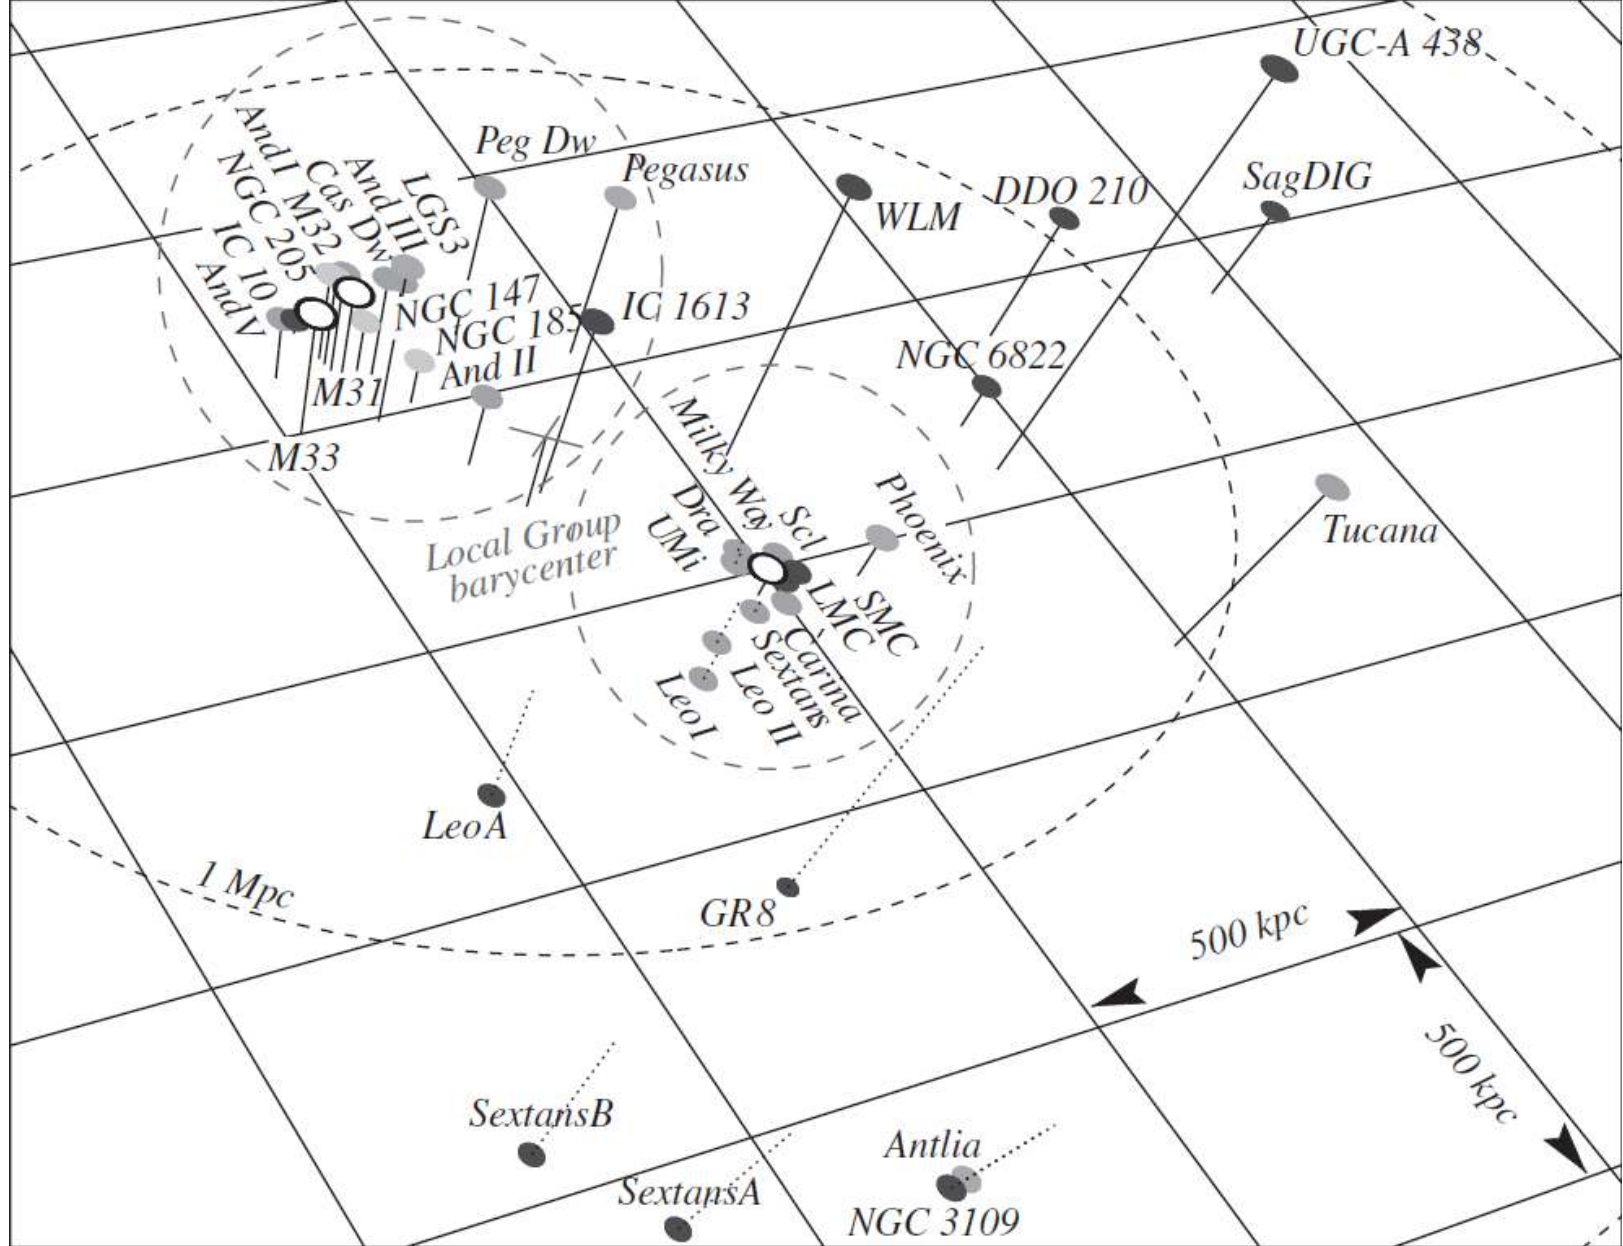 UGC-A 438
Peg Dw
Pegasus
SagDIG
DDO 210
WLM
And I
M32
Cas Dw
And III
LGS3
NGC 205
IC 10
And V
NGC 147
NGC 185
And II
IC 1613
NGC 6822
M31
M33
Milky Way
Scl
Phoenix
Dra
UMi
Tucana
Local Group
barycenter
LMC
SMC
Carina
Sextans
Leo II
Leo I
Leo A
1 Mpc
GR8
500 kpc
500 kpc
SextansB
Antlia
SextansA
NGC 3109